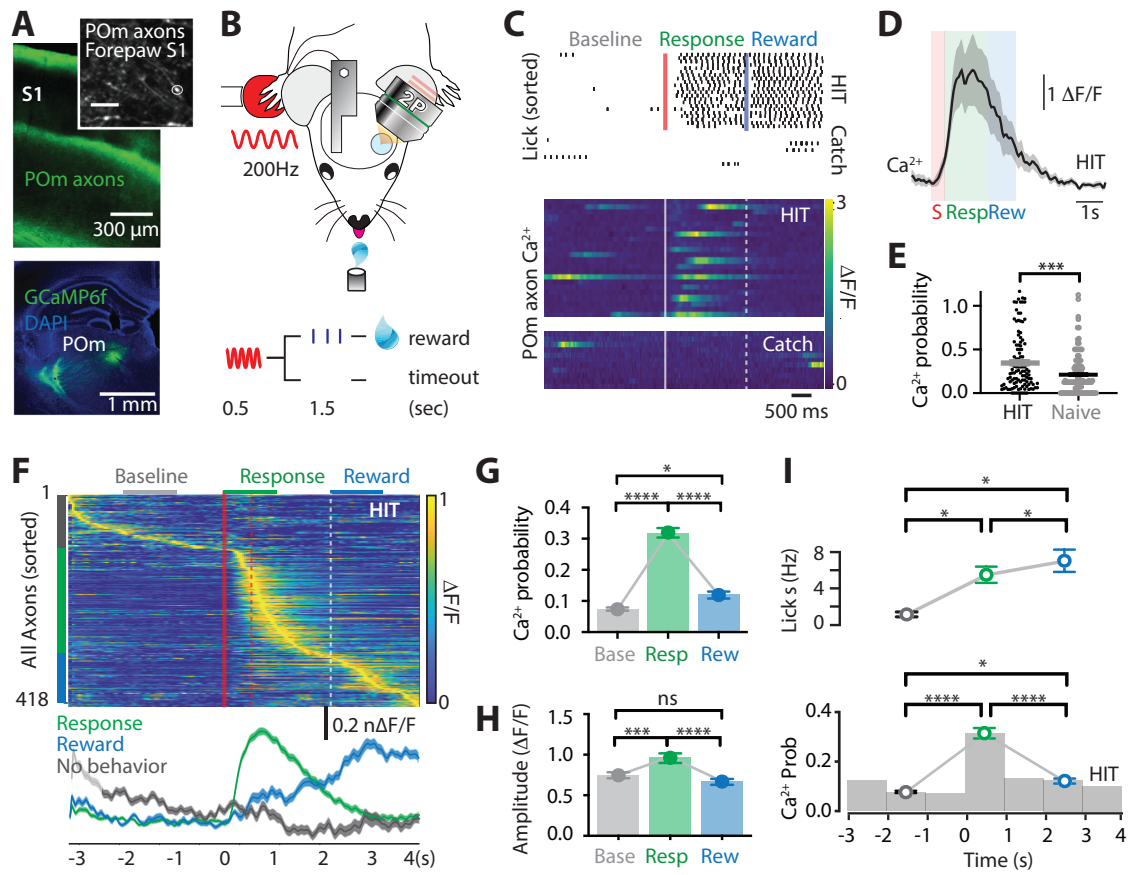 A
POm axons
Forepaw S1
S1
POm axons
300 µm
GCaMP6f
DAPI
POm
1 mm
B
2P
200Hz
reward
timeout
0.5 1.5 (sec)
C
Baseline Response Reward
Lick (sorted)
HIT
Catch
POm axon Ca2+
HIT
Catch
3
ΔF/F
0
500 ms
D
1 ΔF/F
Ca2+
HIT
S Resp Rew
1s
E
***
Ca2+ probability
1.0
0.5
0.0
HIT Naive
F
Baseline Response Reward
1
HIT
All Axons (sorted)
418
1
ΔF/F
0
0.2 nΔF/F
Response
Reward
No behavior
-3 -2 -1 0 1 2 3 4(s)
G
*
**** ****
Ca2+ probability
0.4
0.3
0.2
0.1
0.0
Base Resp Rew
H
ns
*** ****
Amplitude (ΔF/F)
1.5
1.0
0.5
0.0
Base Resp Rew
I
*
* *
Lick s (Hz)
8
4
0
*
**** ****
Ca2+ Prob
0.4
0.2
0.0
HIT
-3 -2 -1 0 1 2 3
Time (s)